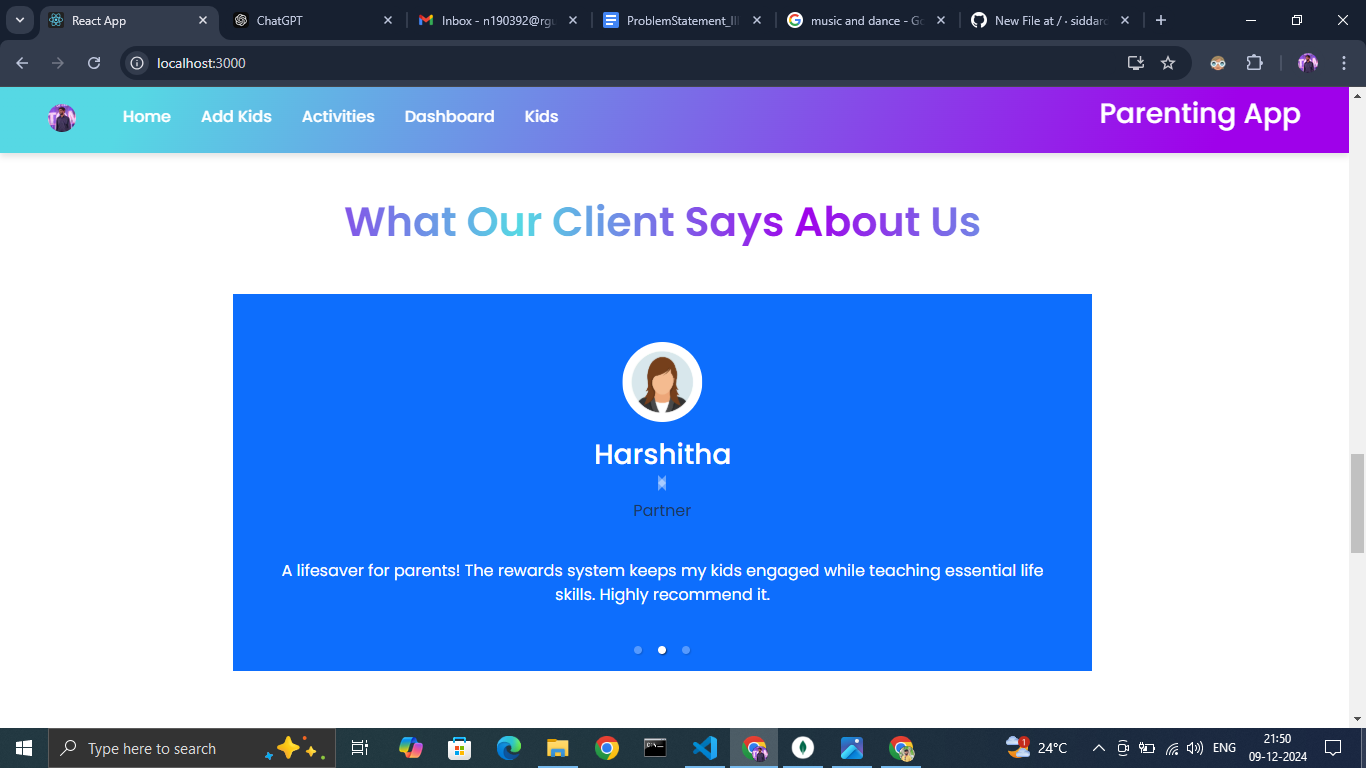 React App
ChatGPT
Inbox - n190392@rgu
ProblemStatement_II
music and dance - Go
New File at / · siddard
localhost:3000
Home Add Kids Activities Dashboard Kids Parenting App
What Our Client Says About Us
Harshitha
Partner
A lifesaver for parents! The rewards system keeps my kids engaged while teaching essential life
skills. Highly recommend it.
Type here to search
1
24°C
ENG
21:50
09-12-2024